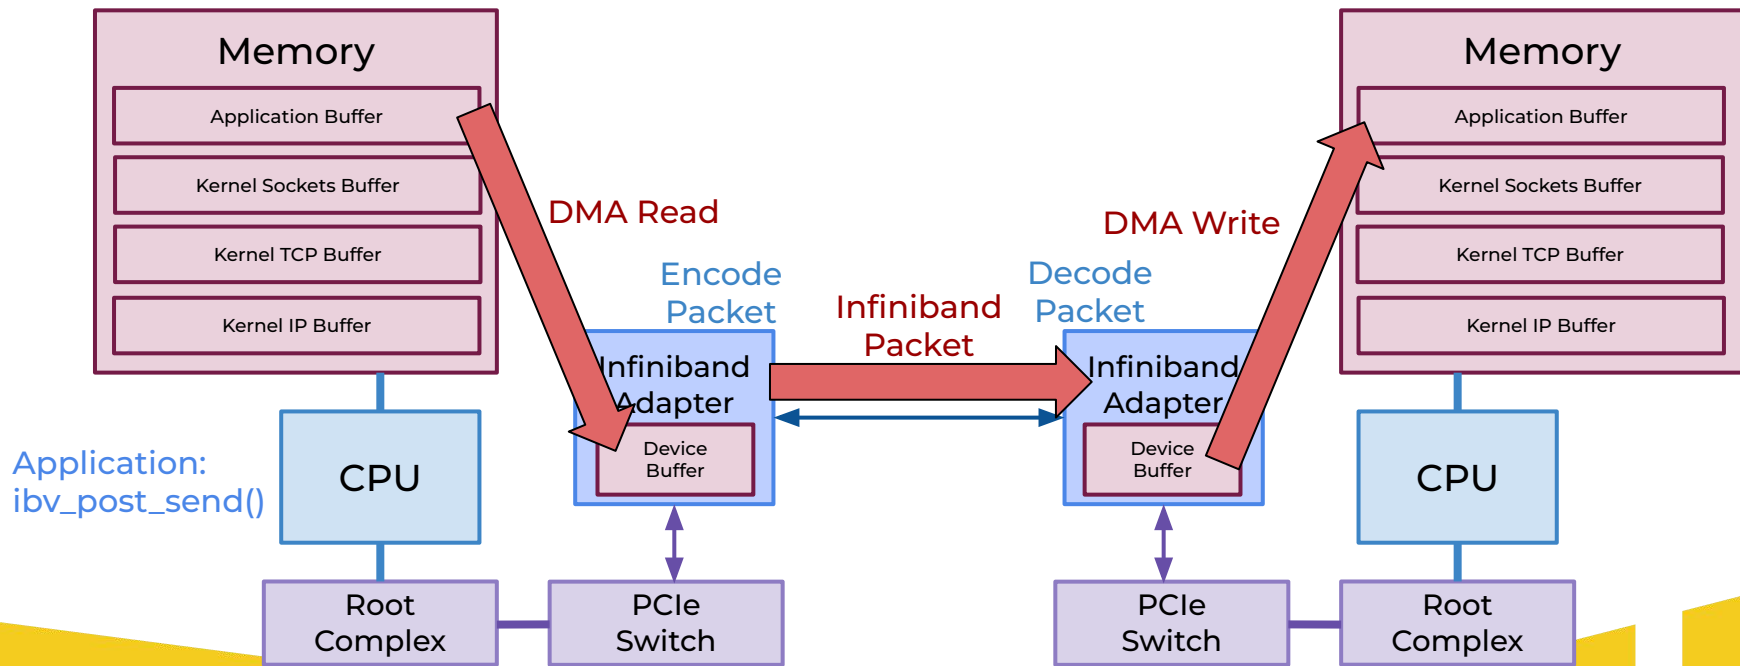 Memory
Application Buffer
Kernel Sockets Buffer
Kernel TCP Buffer
Kernel IP Buffer
Application:
ibv_post_send()
CPU
Root
Complex
PCIe
Switch
DMA Read
Encode
Packet
Infiniband
Adapter
Device
Buffer
Infiniband
Packet
Decode
Packet
Infiniband
Adapter
Device
Buffer
DMA Write
PCIe
Switch
Memory
Application Buffer
Kernel Sockets Buffer
Kernel TCP Buffer
Kernel IP Buffer
CPU
Root
Complex